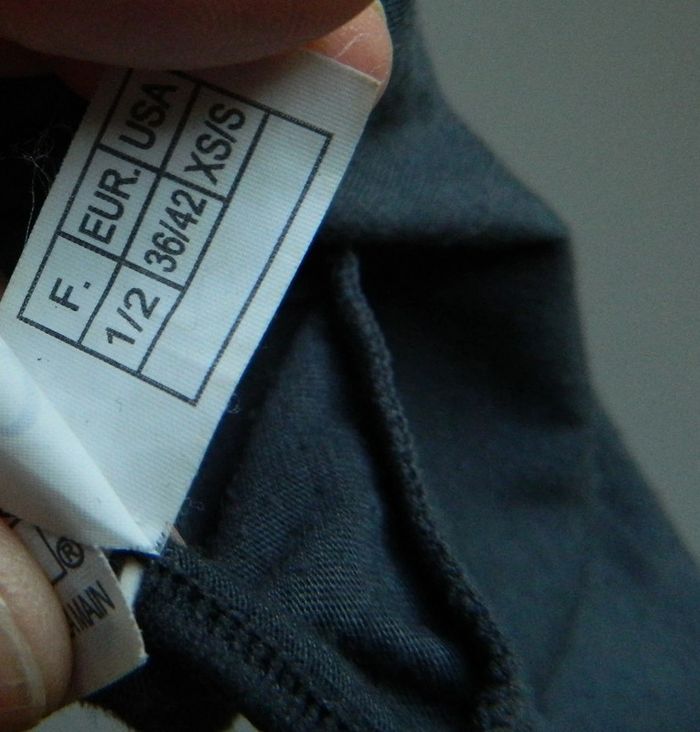 F. EUR. USA
1/2 36/42 XS/S
®
MAIN